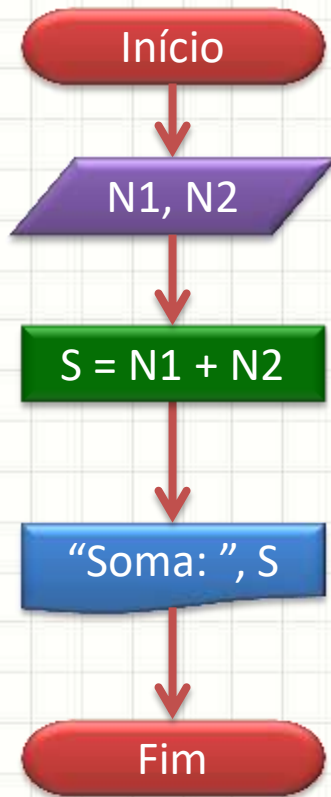 Início
N1, N2
S = N1 + N2
“Soma: ”, S
Fim